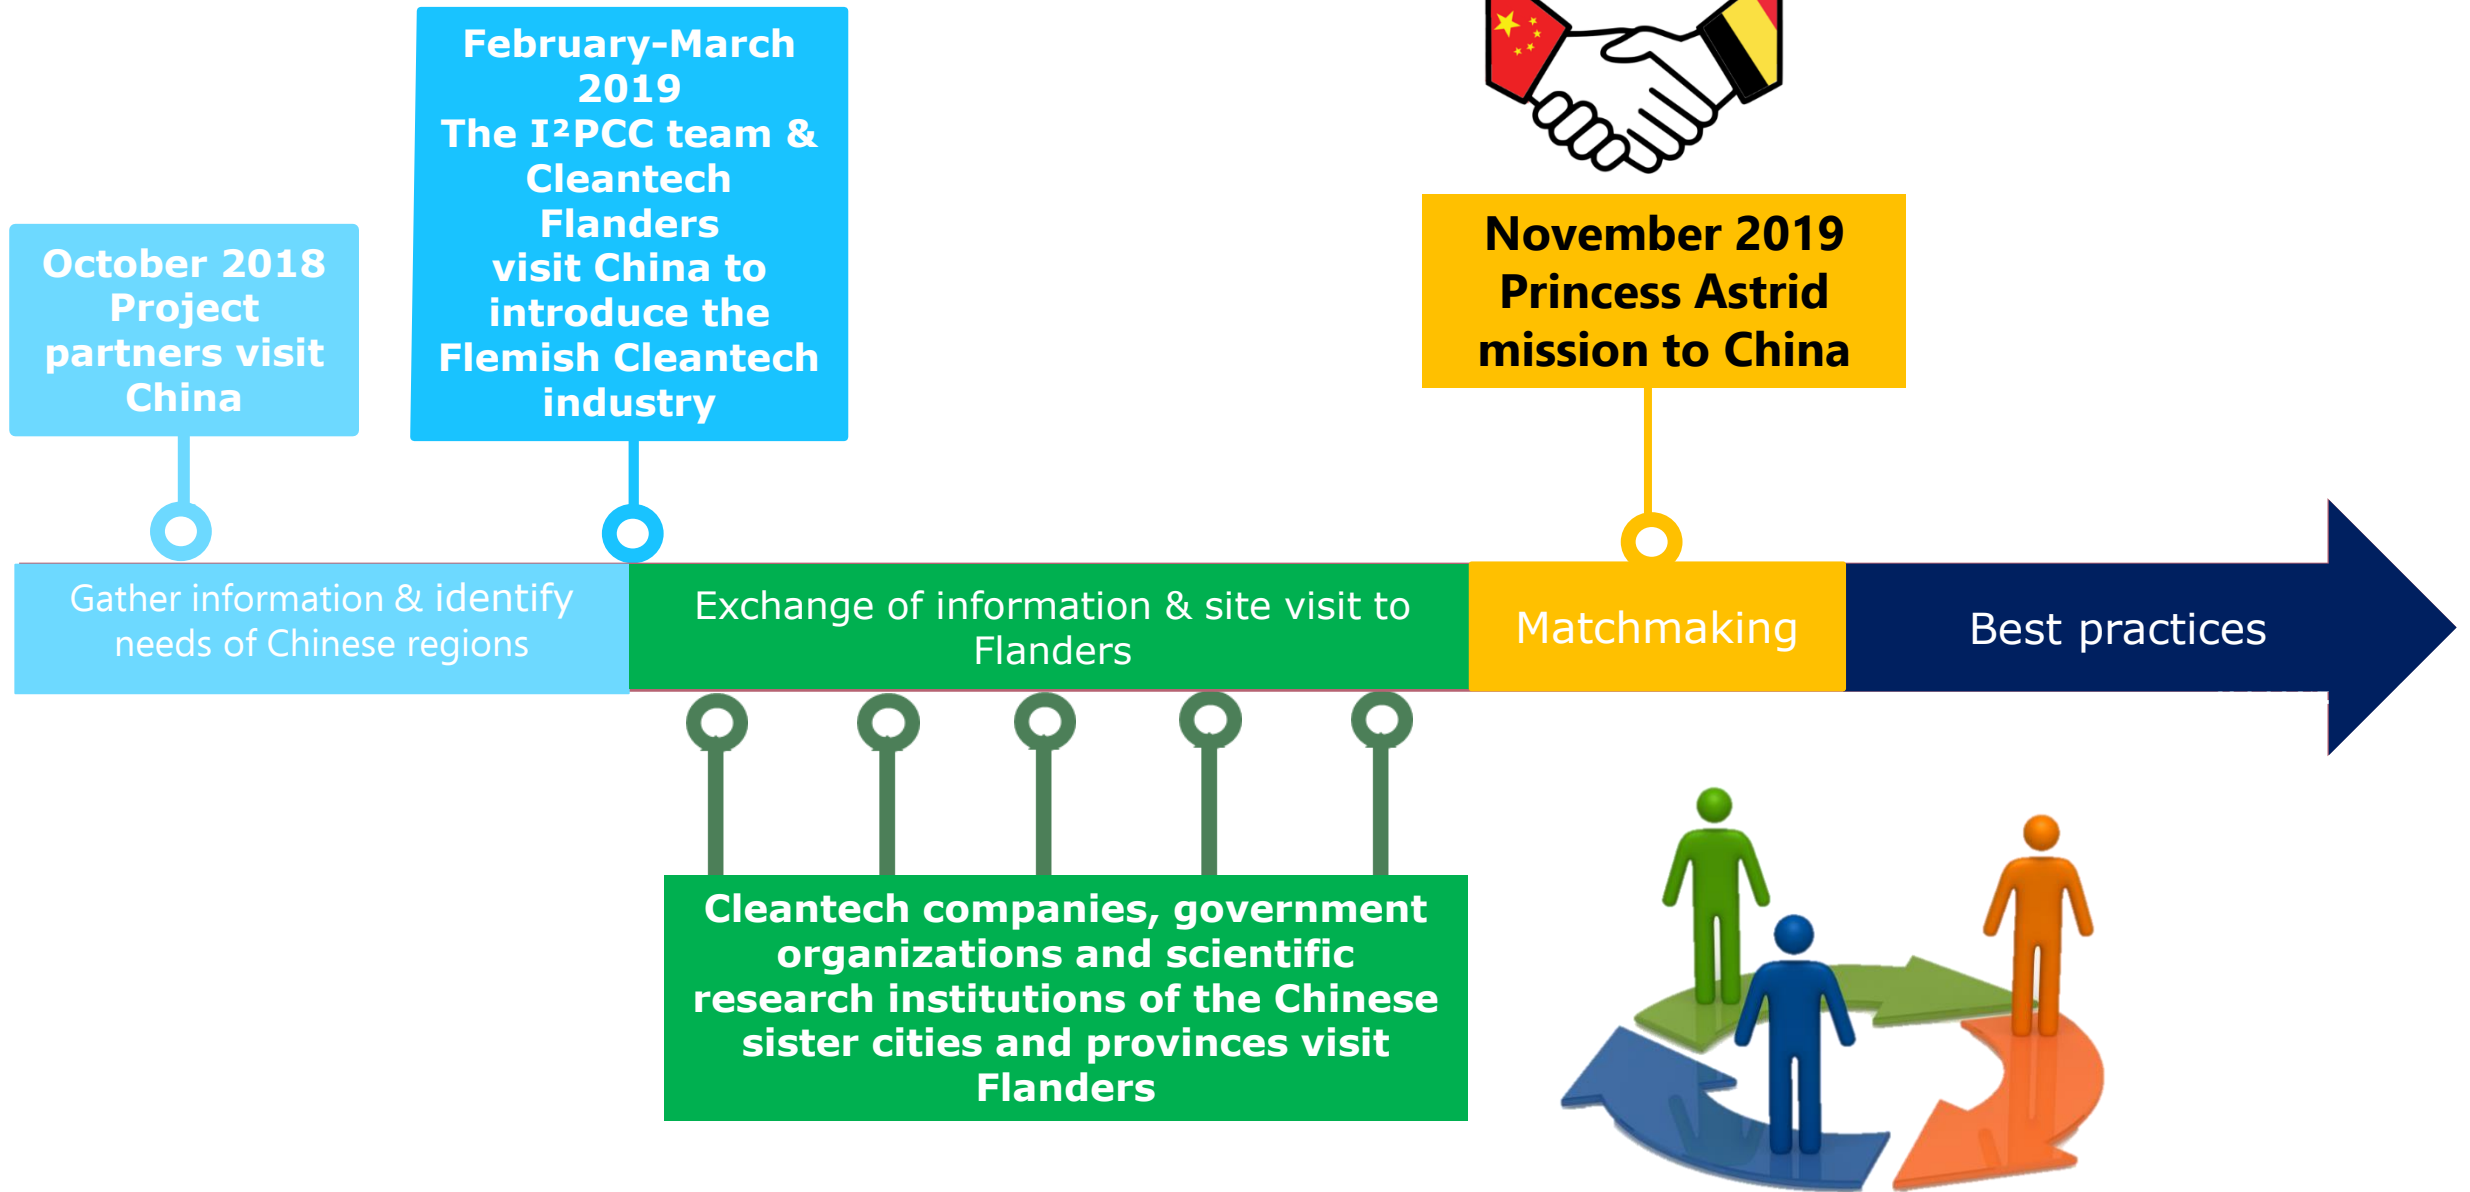 October 2018
Project
partners visit
China
February-March
2019
The I²PCC team &
Cleantech
Flanders
visit China to
introduce the
Flemish Cleantech
industry
November 2019
Princess Astrid
mission to China
Gather information & identify
needs of Chinese regions
Exchange of information & site visit to
Flanders
Matchmaking
Best practices
Cleantech companies, government
organizations and scientific
research institutions of the Chinese
sister cities and provinces visit
Flanders